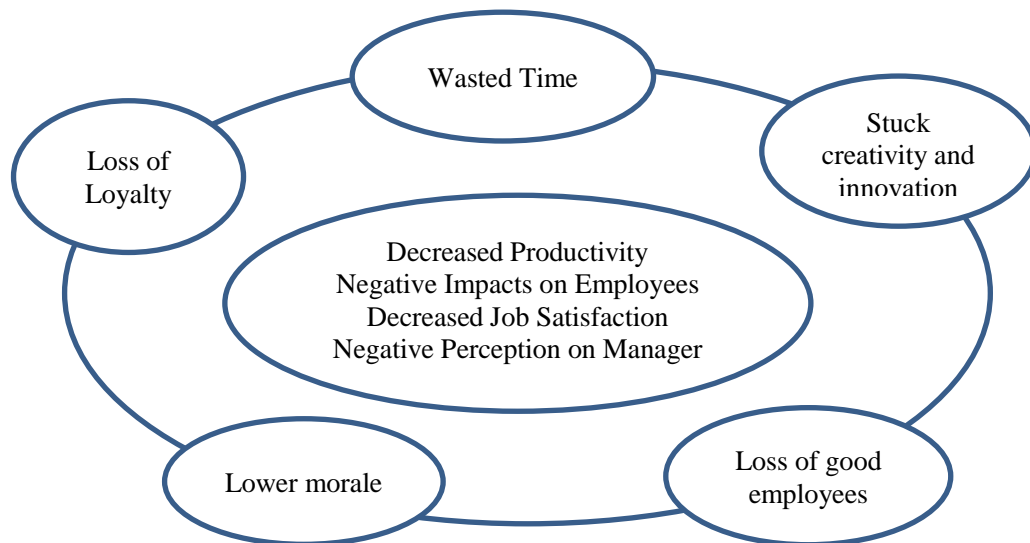 Wasted Time
Stuck
creativity and
innovation
Loss of
Loyalty
Decreased Productivity
Negative Impacts on Employees
Decreased Job Satisfaction
Negative Perception on Manager
Lower morale
Loss of good
employees